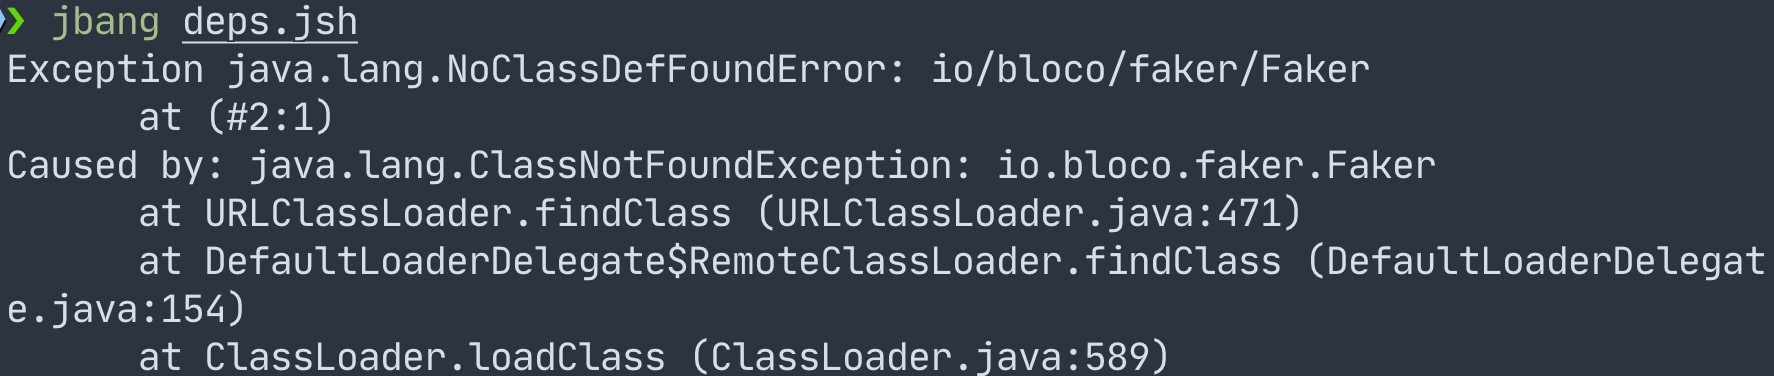 ❯❯ jbang deps.jsh
Exception java.lang.NoClassDefFoundError: io/bloco/faker/Faker
      at (#2:1)
Caused by: java.lang.ClassNotFoundException: io.bloco.faker.Faker
      at URLClassLoader.findClass (URLClassLoader.java:471)
      at DefaultLoaderDelegate$RemoteClassLoader.findClass (DefaultLoaderDelegat
e.java:154)
      at ClassLoader.loadClass (ClassLoader.java:589)